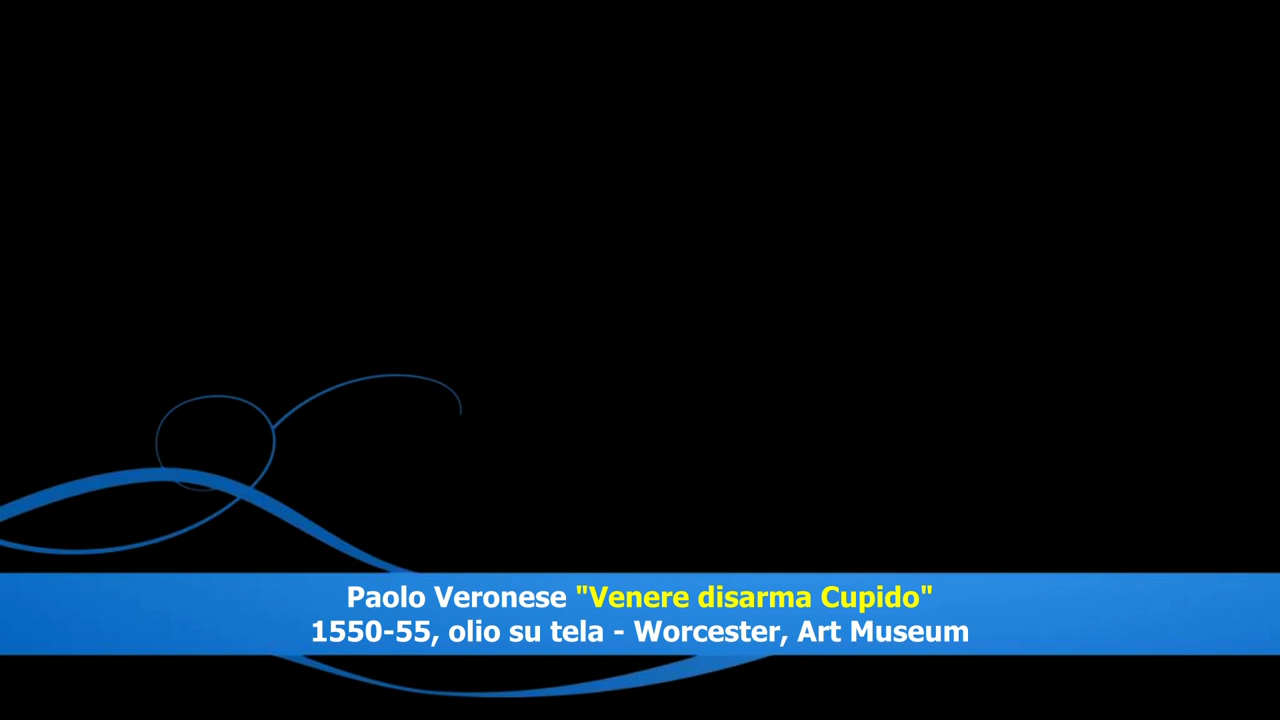 Paolo Veronese "Venere disarma Cupido"
1550-55, olio su tela - Worcester, Art Museum